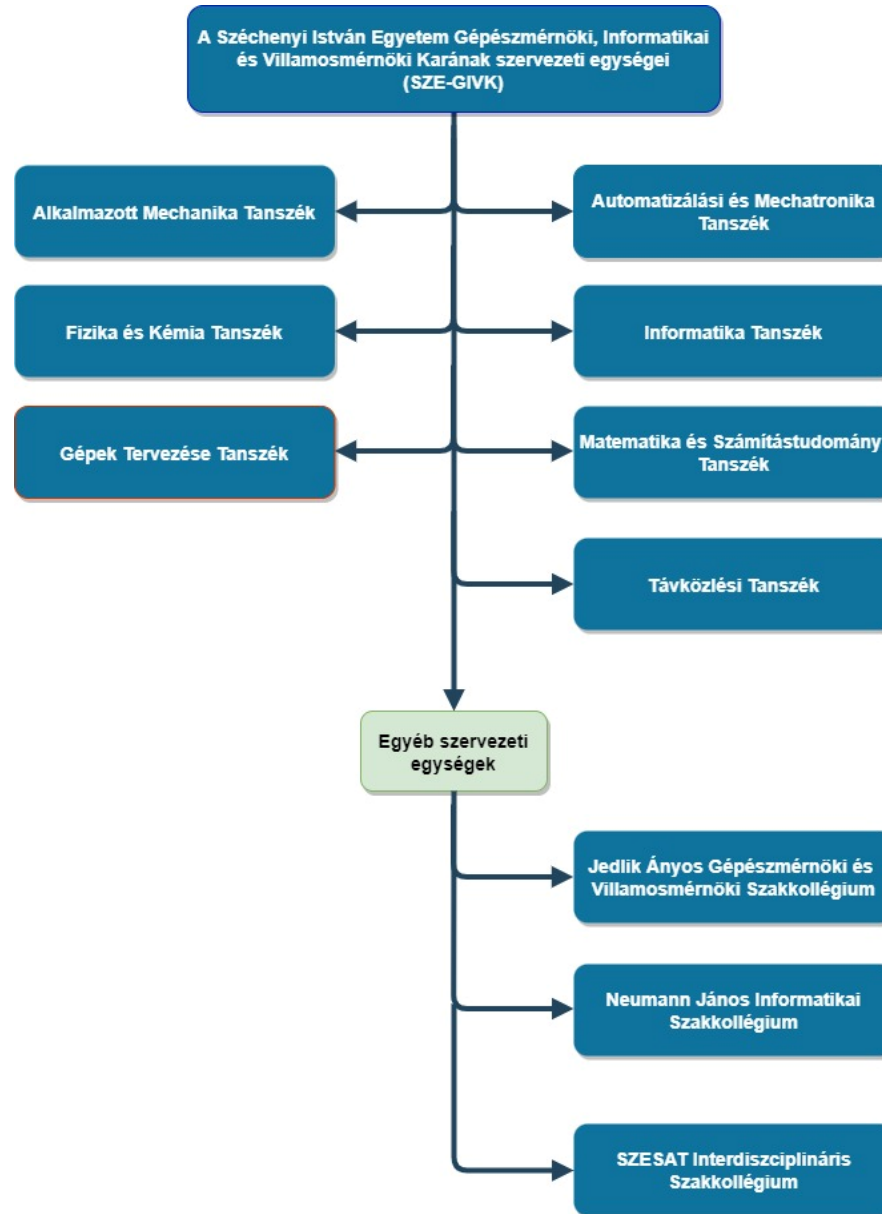 A Széchenyi István Egyetem Gépészmérnöki, Informatikai
és Villamosmérnöki Karának szervezeti egységei
(SZE-GIVK)
Alkalmazott Mechanika Tanszék
Automatizálási és Mechatronika
Tanszék
Fizika és Kémia Tanszék
Informatika Tanszék
Gépek Tervezése Tanszék
Matematika és Számítástudomány
Tanszék
Távközlési Tanszék
Egyéb szervezeti
egységek
Jedlik Ányos Gépészmérnöki és
Villamosmérnöki Szakkollégium
Neumann János Informatikai
Szakkollégium
SZESAT Interdiszciplináris
Szakkollégium